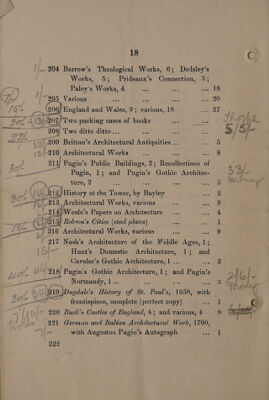 18
204 Barrow's Theological Works, 6; Dodsley's
Works, 5; Prideaux's Connection, 3;
Paley's Works, 4 ... ... ... 18
205 Various ... ... ... 20
206 England and Wales, 9; various, 18 ... 27
207 Two packing cases of books ... ...
208 Two ditto ditto ... ... ...
209 Britton's Architectural Antiquities ... ... 5
210 Architectural Works ... ... ... 8
211 Pugin's Public Buildings, 2; Recollections of
Pugin, 1; and Pugin's Gothic Architec-
ture, 2 ... ... ... 5
212 History of the Tower, by Bayley ... 2
213 Architectural Works, various ... ... 9
214 Weale's Papers on Architecture ... 4
215 Robson's Cities (steel plates) ... ... 1
216 Architectural Works, various ... ... 9
217 Nash's Architecture of the Middle Ages, 1;
Hunt's Domestic Architecture, 1; and
Caveler's Gothic Architecture, 1 ... ... 3
218 Pugin's Gothic Architecture, 1; and Pugin's
Normandy, 1 .. ... ... ... 2
219 Dugdale's History of St. Paul's, 1658, with
frontispiece, complete (perfect copy) ... 1
220 Buck's Castles of England, 4; and various, 4 8
221 German and Italian Architectural Work, 1700,
with Augustus Pugin's Autograph ... 1
222